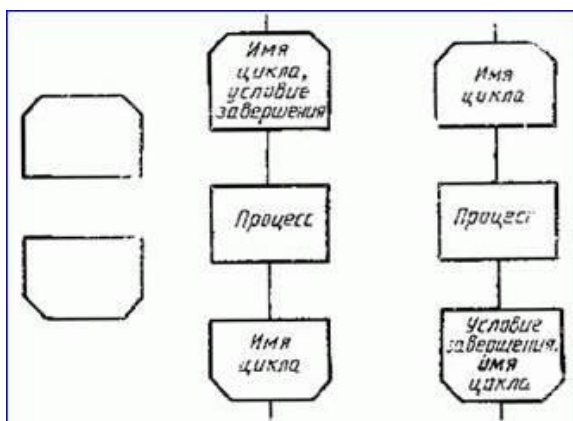 Имя
цикла,
условие
завершения
Процесс
Имя
цикла
Имя
цикла
Процесс
Условие
завершения,
имя
цикла